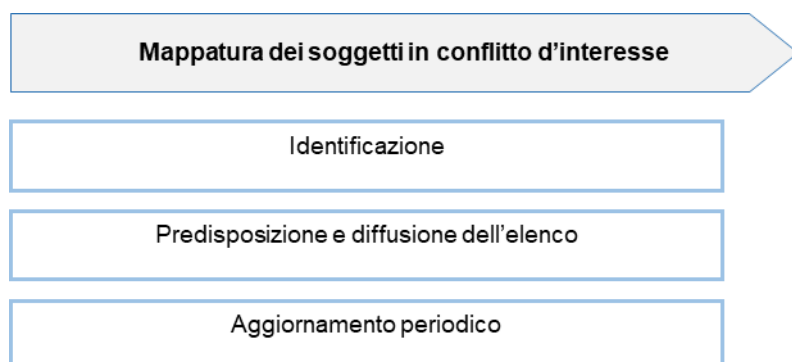 Mappatura dei soggetti in conflitto d'interesse
Identificazione
Predisposizione e diffusione dell'elenco
Aggiornamento periodico